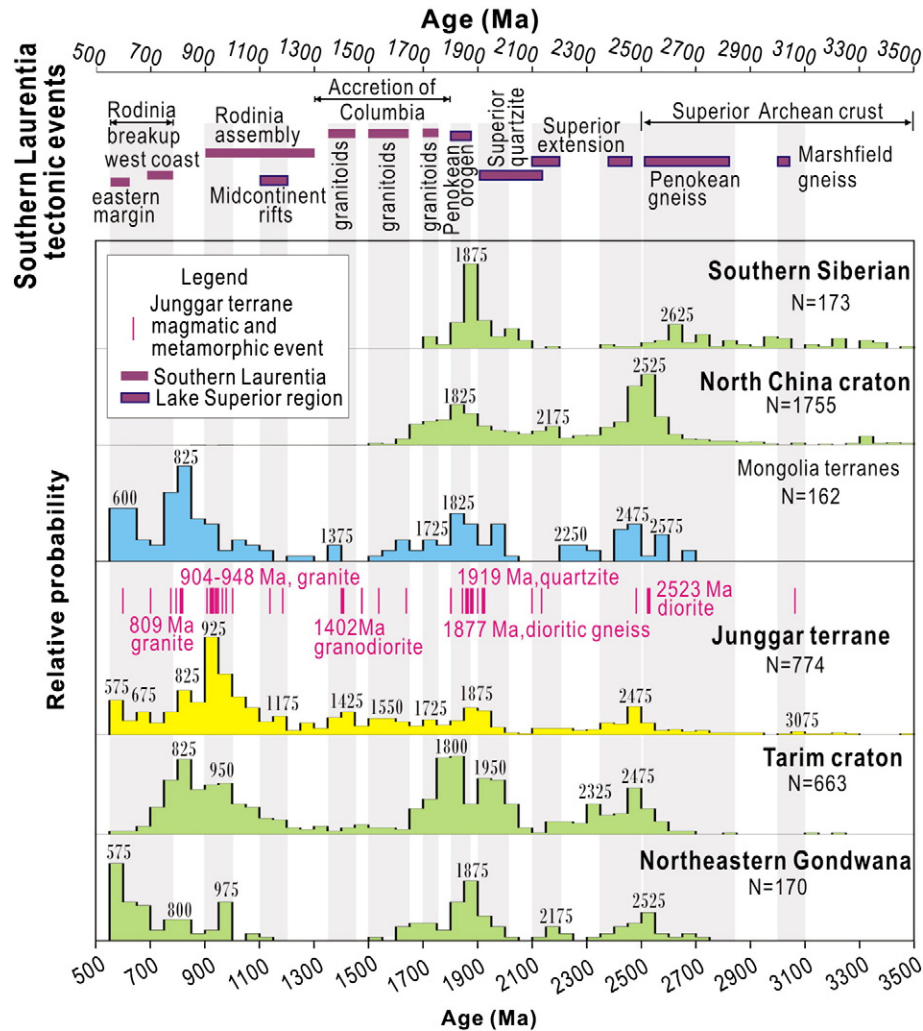 Age (Ma)
500 700 900 1100 1300 1500 1700 1900 2100 2300 2500 2700 2900 3100 3500
Southern Laurentia
tectonic events
Rodinia
breakup
west coast
eastern
margin
Rodinia
assembly
Midcontinent
rifts
Accretion of
Columbia
granitoids
granitoids
granitoids
Penokean
orogen
Superior
quartzite
Superior
extension
Superior Archean crust
Penokean
gneiss
Marshfield
gneiss
Legend
Junggar terrane
magmatic and
metamorphic event
Southern Laurentia
Lake Superior region
Relative probability
1875
2625
Southern Siberian
N=173
1825
2175
2525
North China craton
N=1755
600
825
1375
1725
1825
2250
2475
2575
Mongolia terranes
N=162
904-948 Ma, granite
809 Ma
granite
1402Ma
granodiorite
1919 Ma,quartzite
1877 Ma,dioritic gneiss
2523 Ma
diorite
575
675
825
925
1175
1425
1550
1725
1875
2475
3075
Junggar terrane
N=774
825
950
1800
1950
2325
2475
Tarim craton
N=663
575
800
975
1875
2175
2525
Northeastern Gondwana
N=170
500 700 900 1100 1300 1500 1700 1900 2100 2300 2500 2700 2900 3100 3300 3500
Age (Ma)